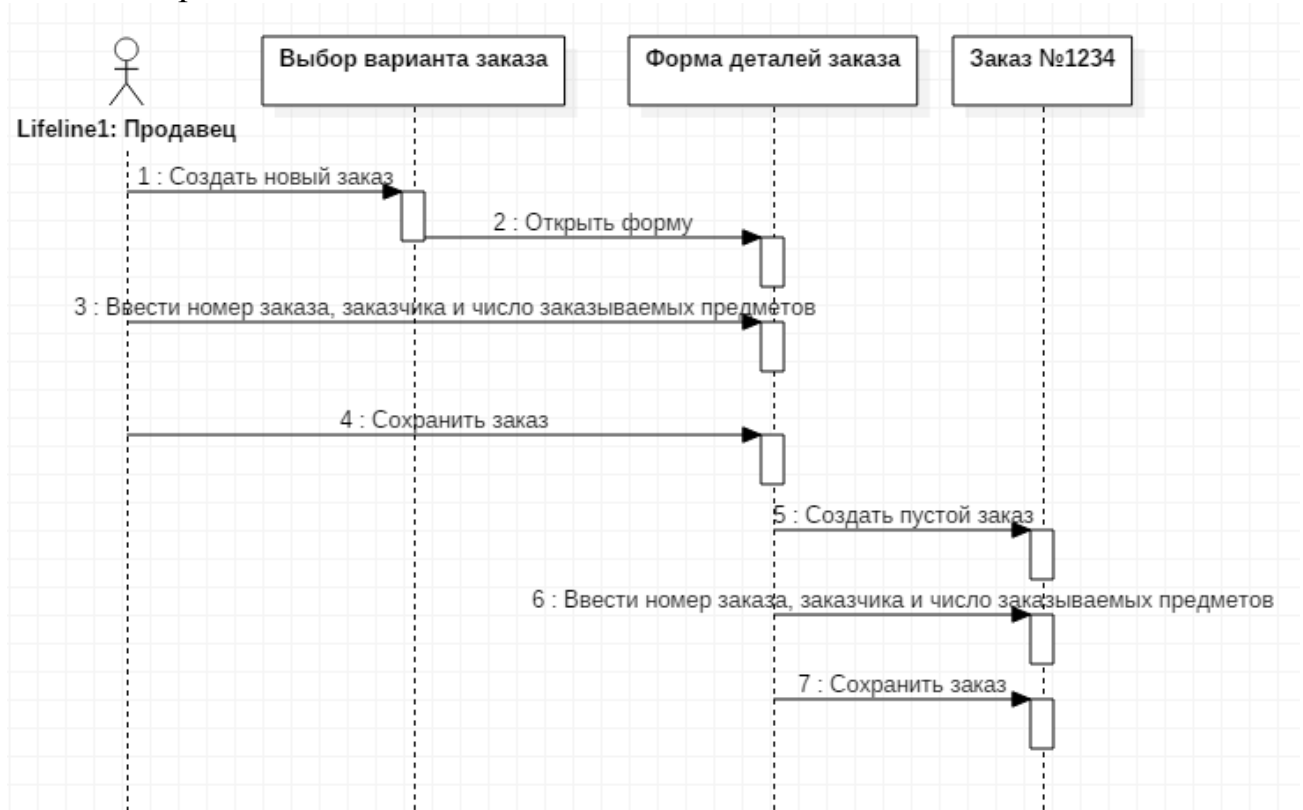 Выбор варианта заказа
Форма деталей заказа
Заказ №1234
Lifeline1: Продавец
1 : Создать новый заказ
2 : Открыть форму
3 : Ввести номер заказа, заказчика и число заказываемых предметов
4 : Сохранить заказ
5 : Создать пустой заказ
6 : Ввести номер заказа, заказчика и число заказываемых предметов
7 : Сохранить заказ